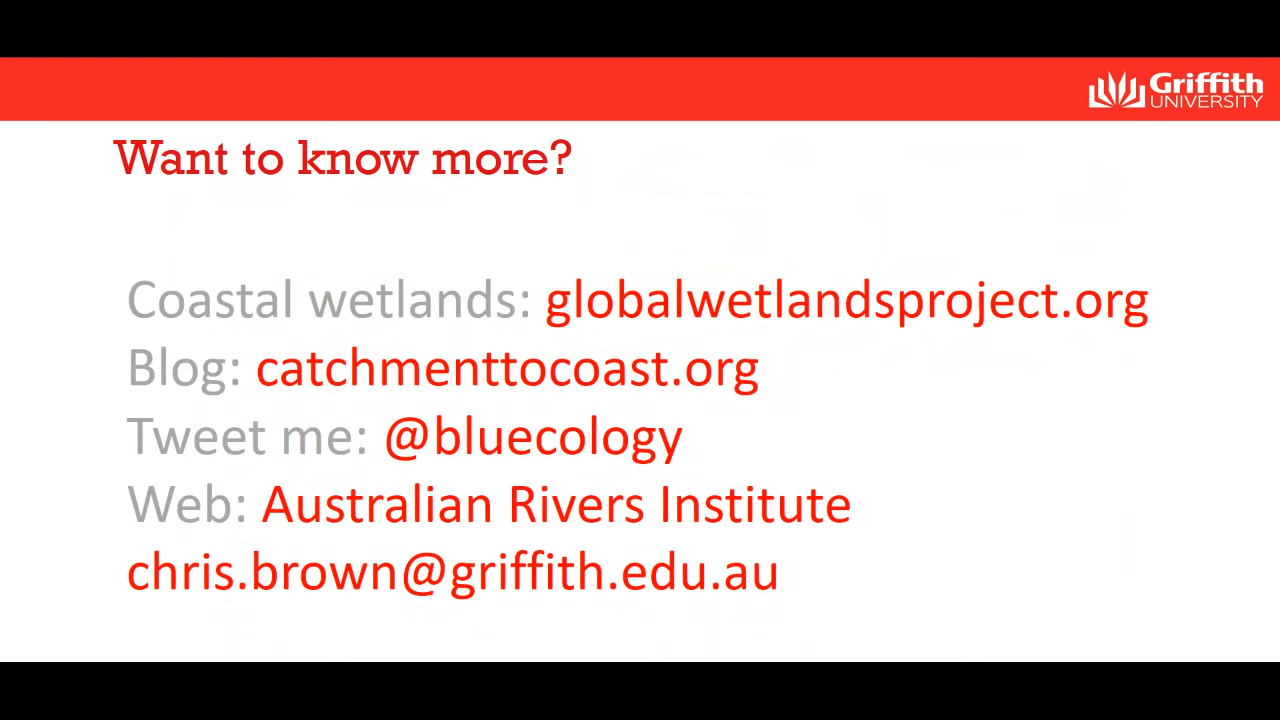 Griffith
UNIVERSITY
Want to know more?
Coastal wetlands: globalwetlandsproject.org
Blog: catchmenttocoast.org
Tweet me: @bluecology
Web: Australian Rivers Institute
chris.brown@griffith.edu.au